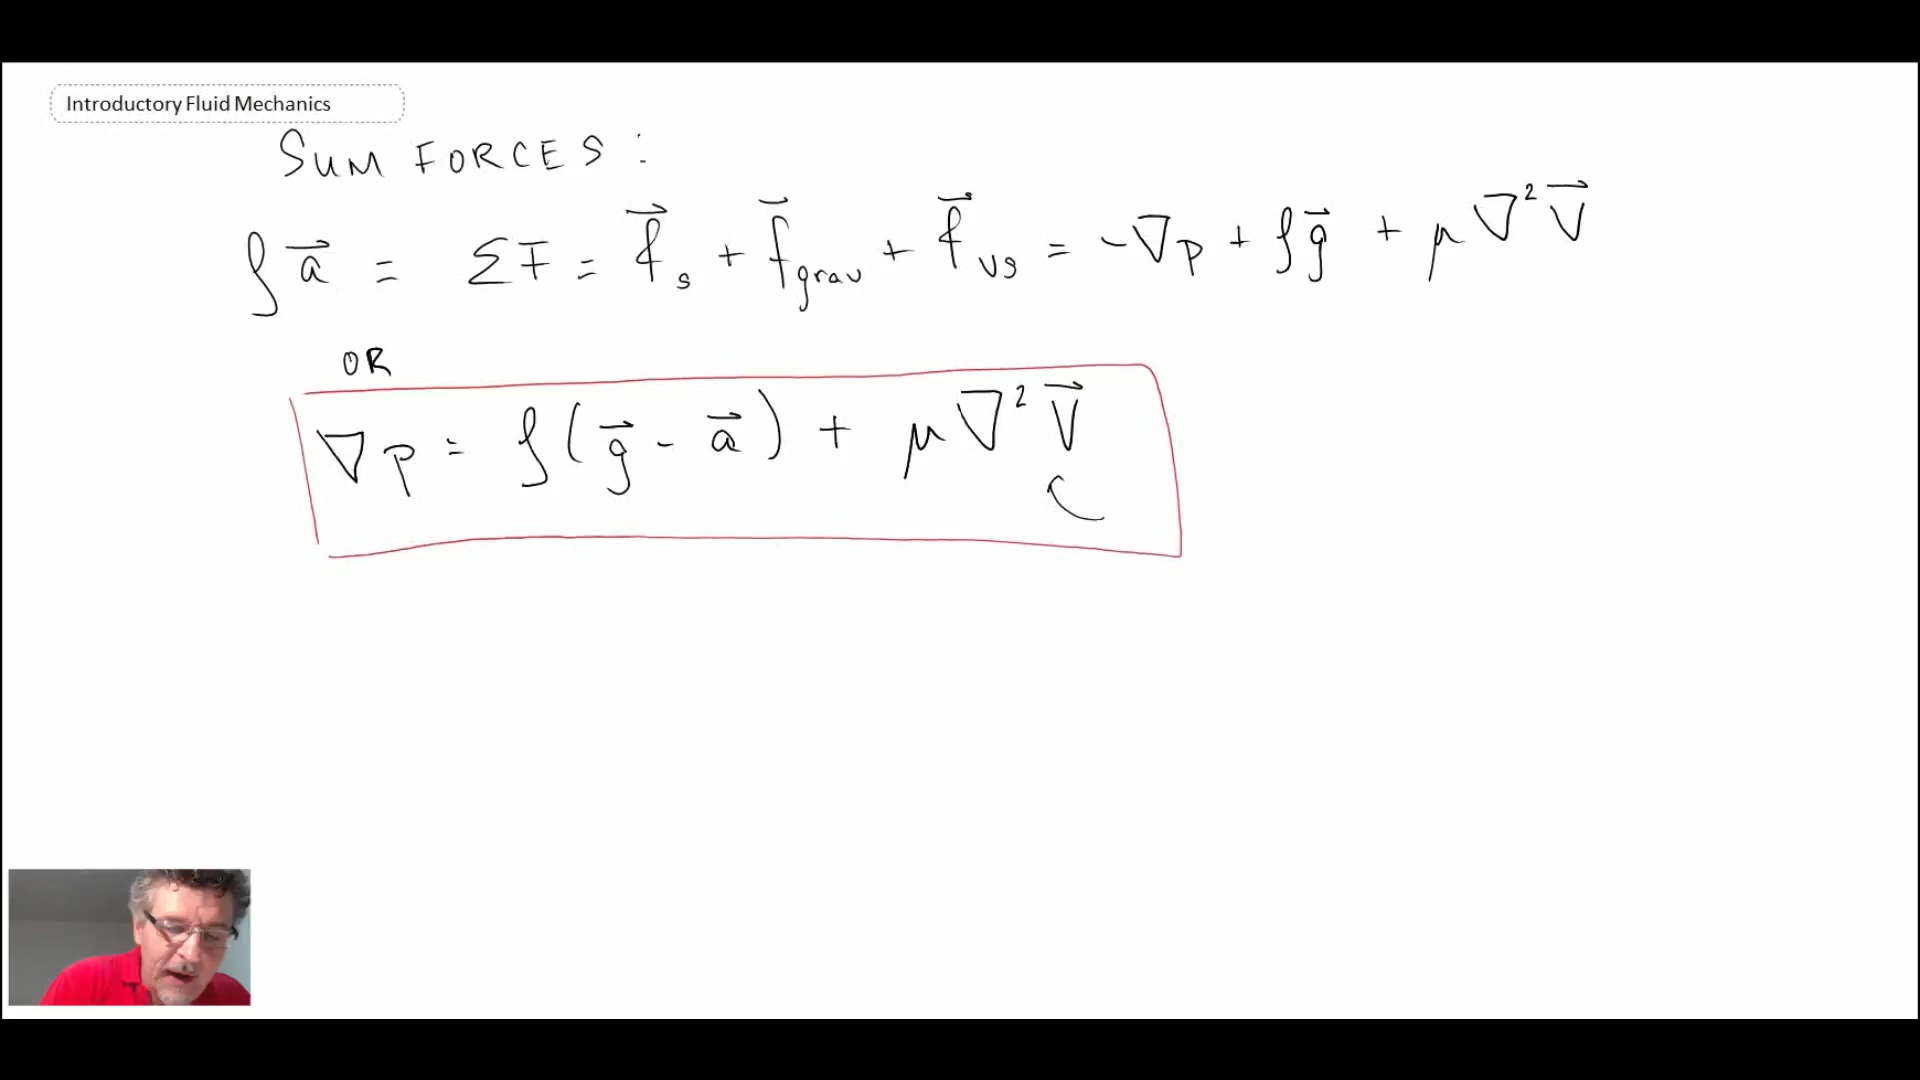 Introductory Fluid Mechanics
SUM FORCES :
ρa⃗ = ΣF = f⃗s + f⃗grav + f⃗vs = -∇p + ρg⃗ + μ∇²V⃗
OR
∇p = ρ(g⃗ - a⃗) + μ∇²V⃗